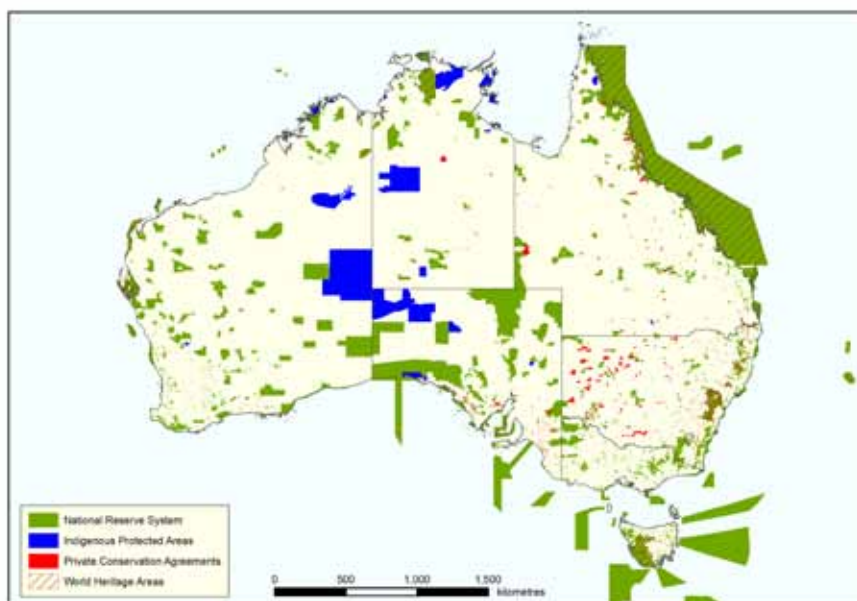 National Reserve System
Indigenous Protected Areas
Private Conservation Agreements
World Heritage Areas
0 500 1,000 1,500
kilometres